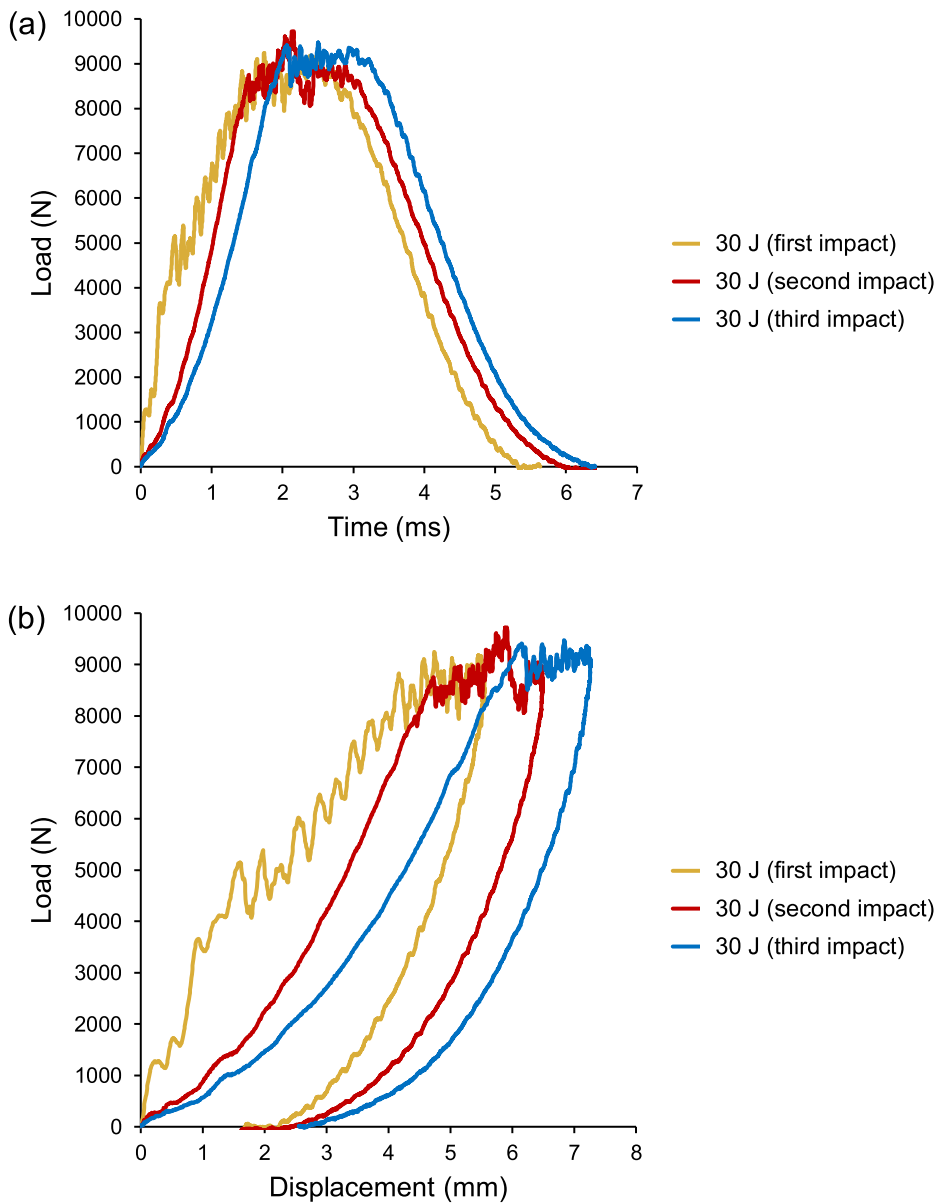 (a)
10000
9000
8000
7000
6000
5000
4000
3000
2000
1000
0
Load (N)
0 1 2 3 4 5 6 7
Time (ms)
30 J (first impact)
30 J (second impact)
30 J (third impact)
(b)
10000
9000
8000
7000
6000
5000
4000
3000
2000
1000
0
Load (N)
0 1 2 3 4 5 6 7 8
Displacement (mm)
30 J (first impact)
30 J (second impact)
30 J (third impact)